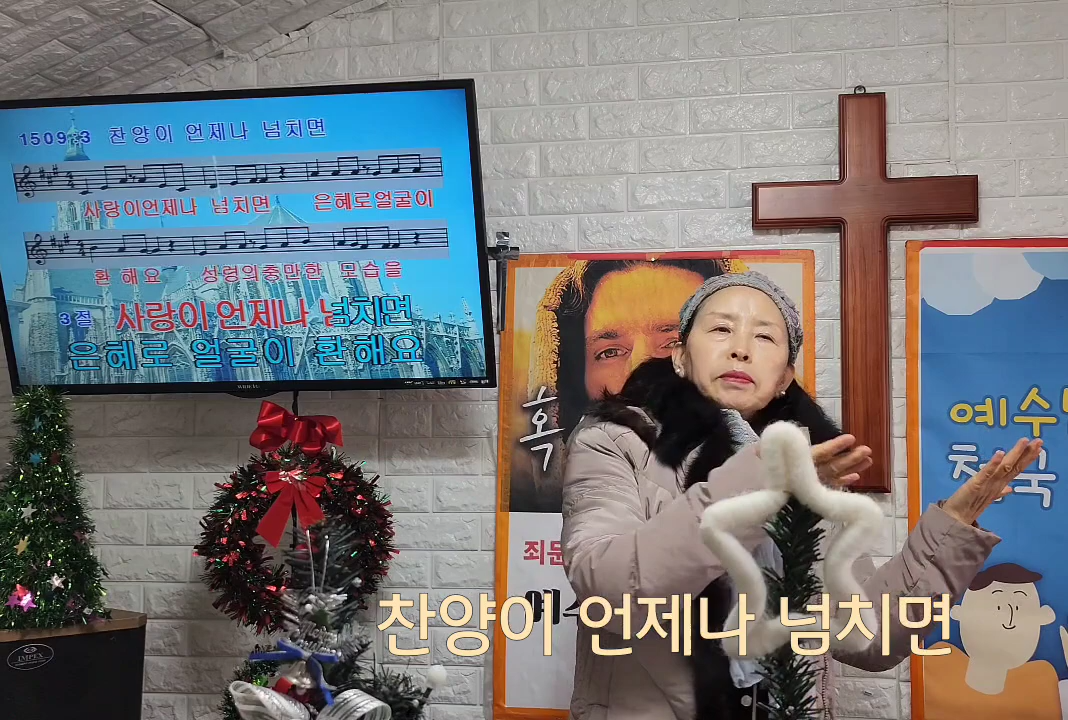 1509.3 찬양이 언제나 넘치면
사랑이언제나 넘치면 은혜로얼굴이
환해요 성령의충만한 모습을
3절 사랑이 언제나 넘치면
은혜로 얼굴이 환해요
혹
죄
예수
IMPEX
찬양이 언제나 넘치면